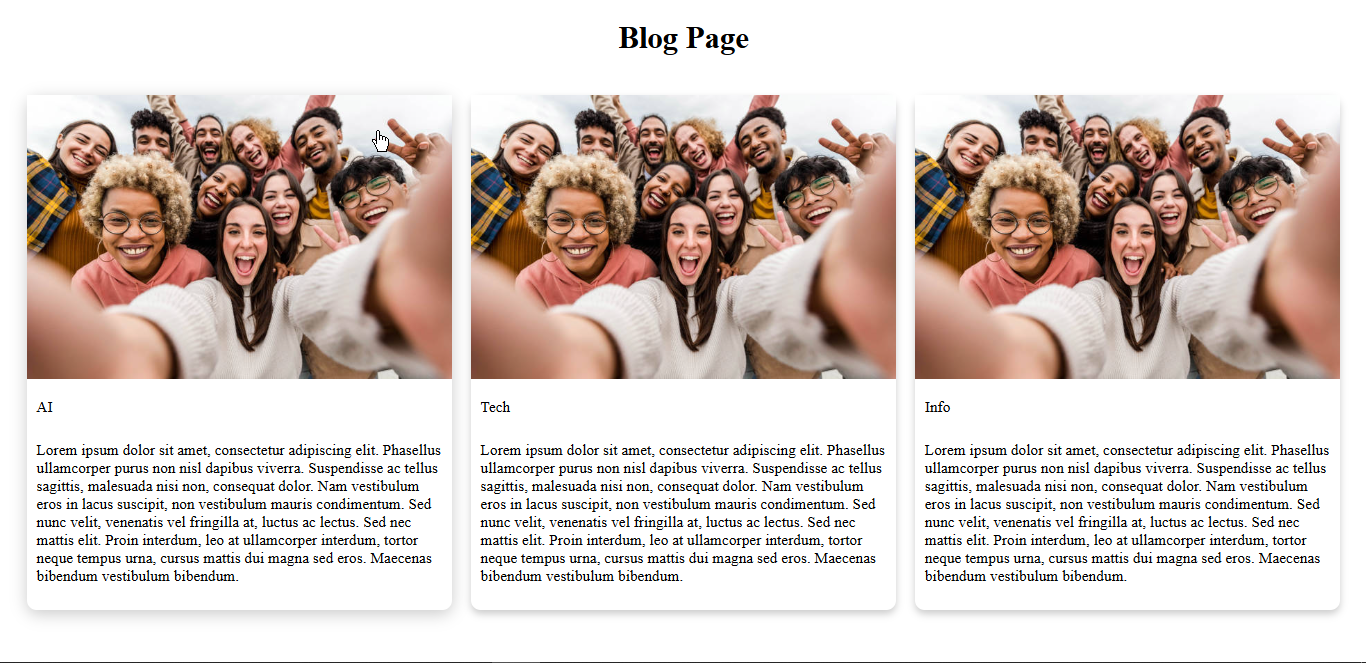 Blog Page
AI
Lorem ipsum dolor sit amet, consectetur adipiscing elit. Phasellus
ullamcorper purus non nisl dapibus viverra. Suspendisse ac tellus
sagittis, malesuada nisi non, consequat dolor. Nam vestibulum
eros in lacus suscipit, non vestibulum mauris condimentum. Sed
nunc velit, venenatis vel fringilla at, luctus ac lectus. Sed nec
mattis elit. Proin interdum, leo at ullamcorper interdum, tortor
neque tempus urna, cursus mattis dui magna sed eros. Maecenas
bibendum vestibulum bibendum.
Tech
Lorem ipsum dolor sit amet, consectetur adipiscing elit. Phasellus
ullamcorper purus non nisl dapibus viverra. Suspendisse ac tellus
sagittis, malesuada nisi non, consequat dolor. Nam vestibulum
eros in lacus suscipit, non vestibulum mauris condimentum. Sed
nunc velit, venenatis vel fringilla at, luctus ac lectus. Sed nec
mattis elit. Proin interdum, leo at ullamcorper interdum, tortor
neque tempus urna, cursus mattis dui magna sed eros. Maecenas
bibendum vestibulum bibendum.
Info
Lorem ipsum dolor sit amet, consectetur adipiscing elit. Phasellus
ullamcorper purus non nisl dapibus viverra. Suspendisse ac tellus
sagittis, malesuada nisi non, consequat dolor. Nam vestibulum
eros in lacus suscipit, non vestibulum mauris condimentum. Sed
nunc velit, venenatis vel fringilla at, luctus ac lectus. Sed nec
mattis elit. Proin interdum, leo at ullamcorper interdum, tortor
neque tempus urna, cursus mattis dui magna sed eros. Maecenas
bibendum vestibulum bibendum.